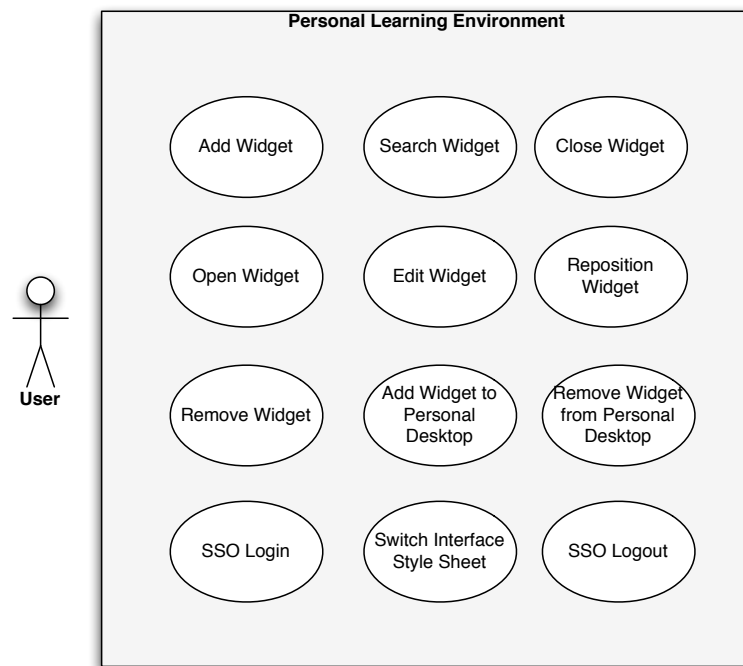 Personal Learning Environment
Add Widget
Search Widget
Close Widget
Open Widget
Edit Widget
Reposition
Widget
User
Remove Widget
Add Widget to
Personal
Desktop
Remove Widget
from Personal
Desktop
SSO Login
Switch Interface
Style Sheet
SSO Logout